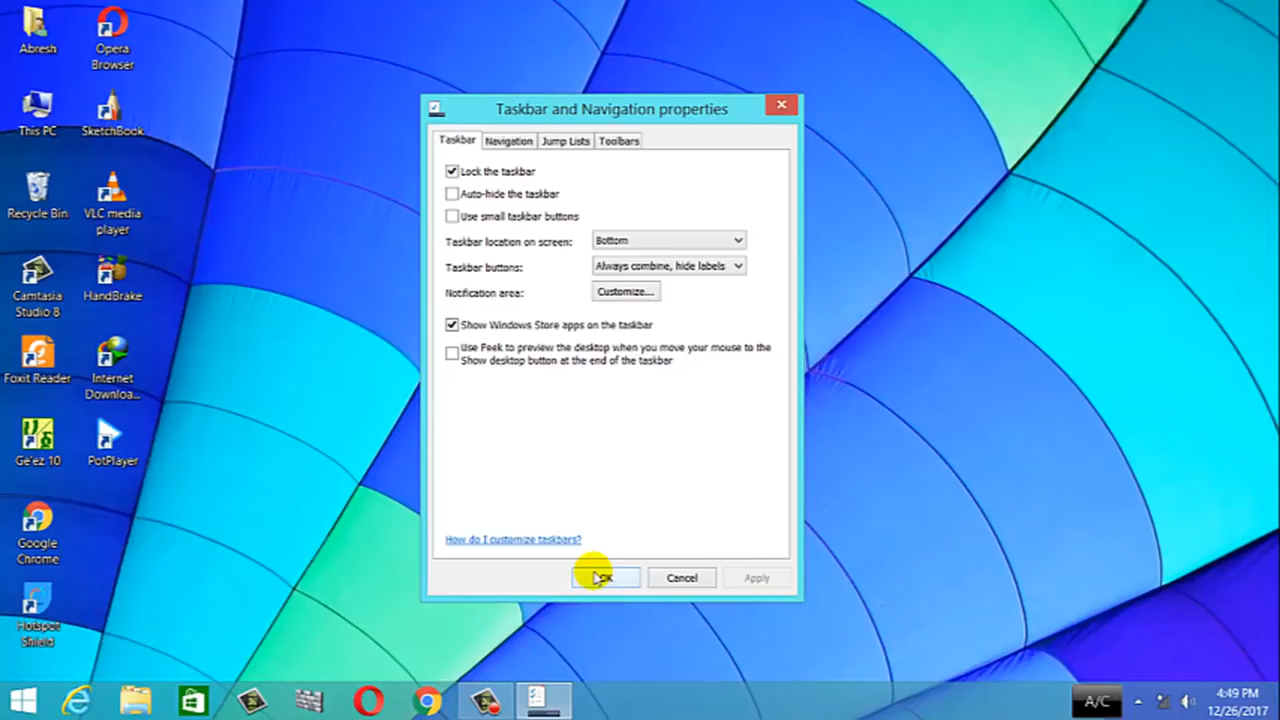 Abresh
Opera
Browser
This PC
SketchBook
Recycle Bin
VLC media
player
Camtasia
Studio 8
HandBrake
Foxit Reader
Internet
Downloa...
Ge'ez 10
PotPlayer
Google
Chrome
Hotspot
Shield
Taskbar and Navigation properties
Taskbar
Navigation
Jump Lists
Toolbars
Lock the taskbar
Auto-hide the taskbar
Use small taskbar buttons
Taskbar location on screen:
Bottom
Taskbar buttons:
Always combine, hide labels
Notification area:
Customize...
Show Windows Store apps on the taskbar
Use Peek to preview the desktop when you move your mouse to the
Show desktop button at the end of the taskbar
How do I customize taskbars?
OK
Cancel
Apply
A/C
4:49 PM
12/26/2017